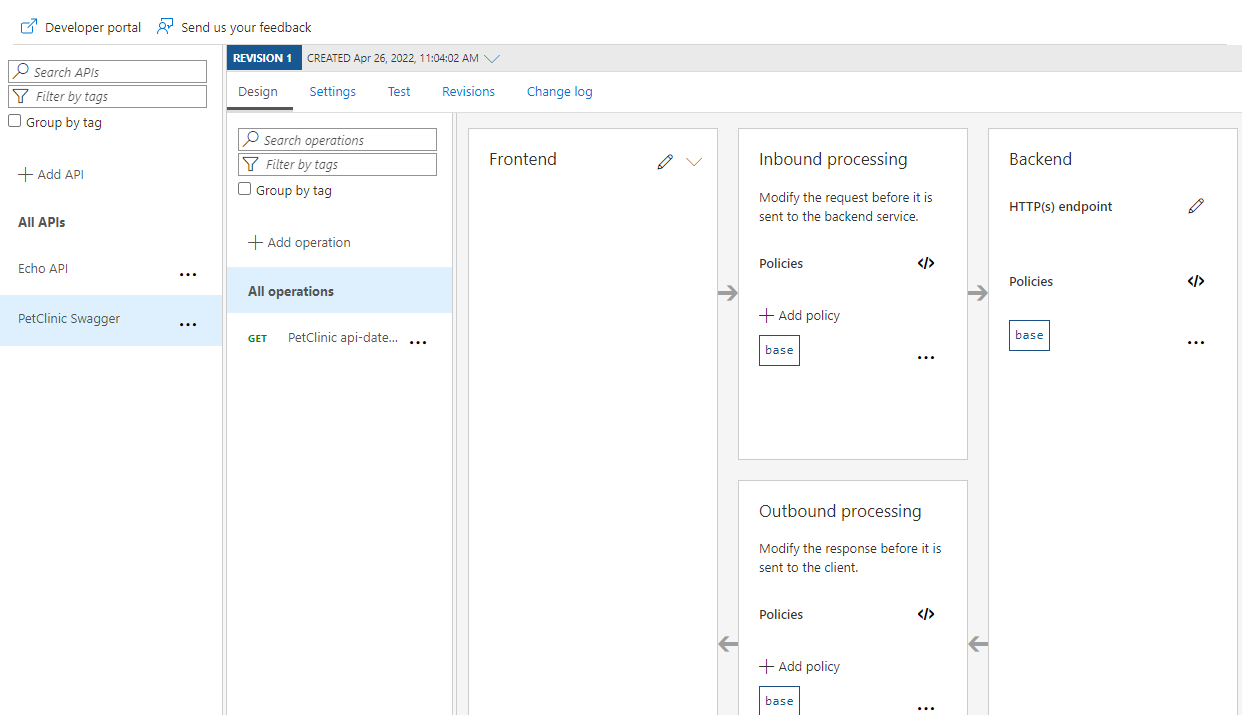 Developer portal
Send us your feedback
Search APIs
Filter by tags
Group by tag
Add API
All APIs
Echo API
...
PetClinic Swagger
...
REVISION 1
CREATED Apr 26, 2022, 11:04:02 AM
Design
Settings
Test
Revisions
Change log
Search operations
Filter by tags
Group by tag
Add operation
All operations
GET
PetClinic api-date...
...
Frontend
Inbound processing
Modify the request before it is
sent to the backend service.
Policies
</>
Add policy
base
...
Outbound processing
Modify the response before it is
sent to the client.
Policies
</>
Add policy
base
...
Backend
HTTP(s) endpoint
Policies
</>
base
...